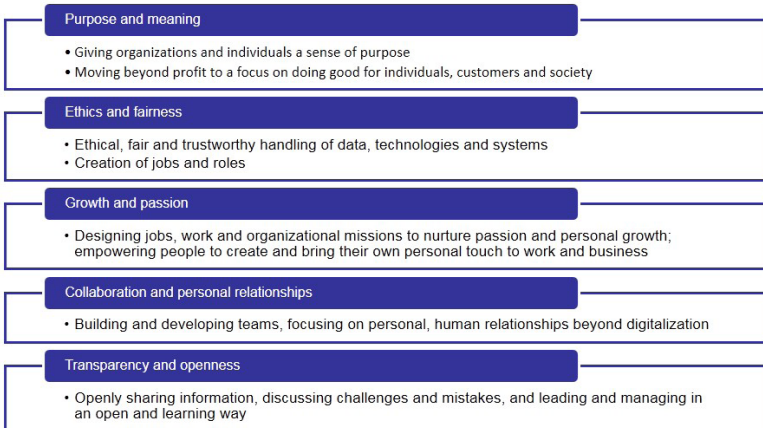 Purpose and meaning
• Giving organizations and individuals a sense of purpose
• Moving beyond profit to a focus on doing good for individuals, customers and society
Ethics and fairness
• Ethical, fair and trustworthy handling of data, technologies and systems
• Creation of jobs and roles
Growth and passion
• Designing jobs, work and organizational missions to nurture passion and personal growth;
empowering people to create and bring their own personal touch to work and business
Collaboration and personal relationships
• Building and developing teams, focusing on personal, human relationships beyond digitalization
Transparency and openness
• Openly sharing information, discussing challenges and mistakes, and leading and managing in
an open and learning way